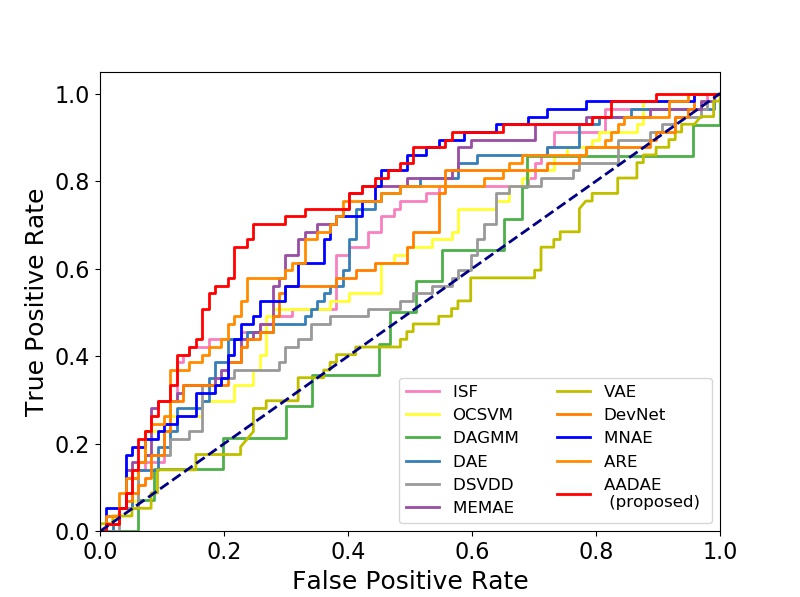 1.0
0.8
0.6
0.4
0.2
0.0
0.0 0.2 0.4 0.6 0.8 1.0
True Positive Rate
False Positive Rate
ISF
OCSVM
DAGMM
DAE
DSVDD
MEMAE
VAE
DevNet
MNAE
ARE
AADAE
(proposed)